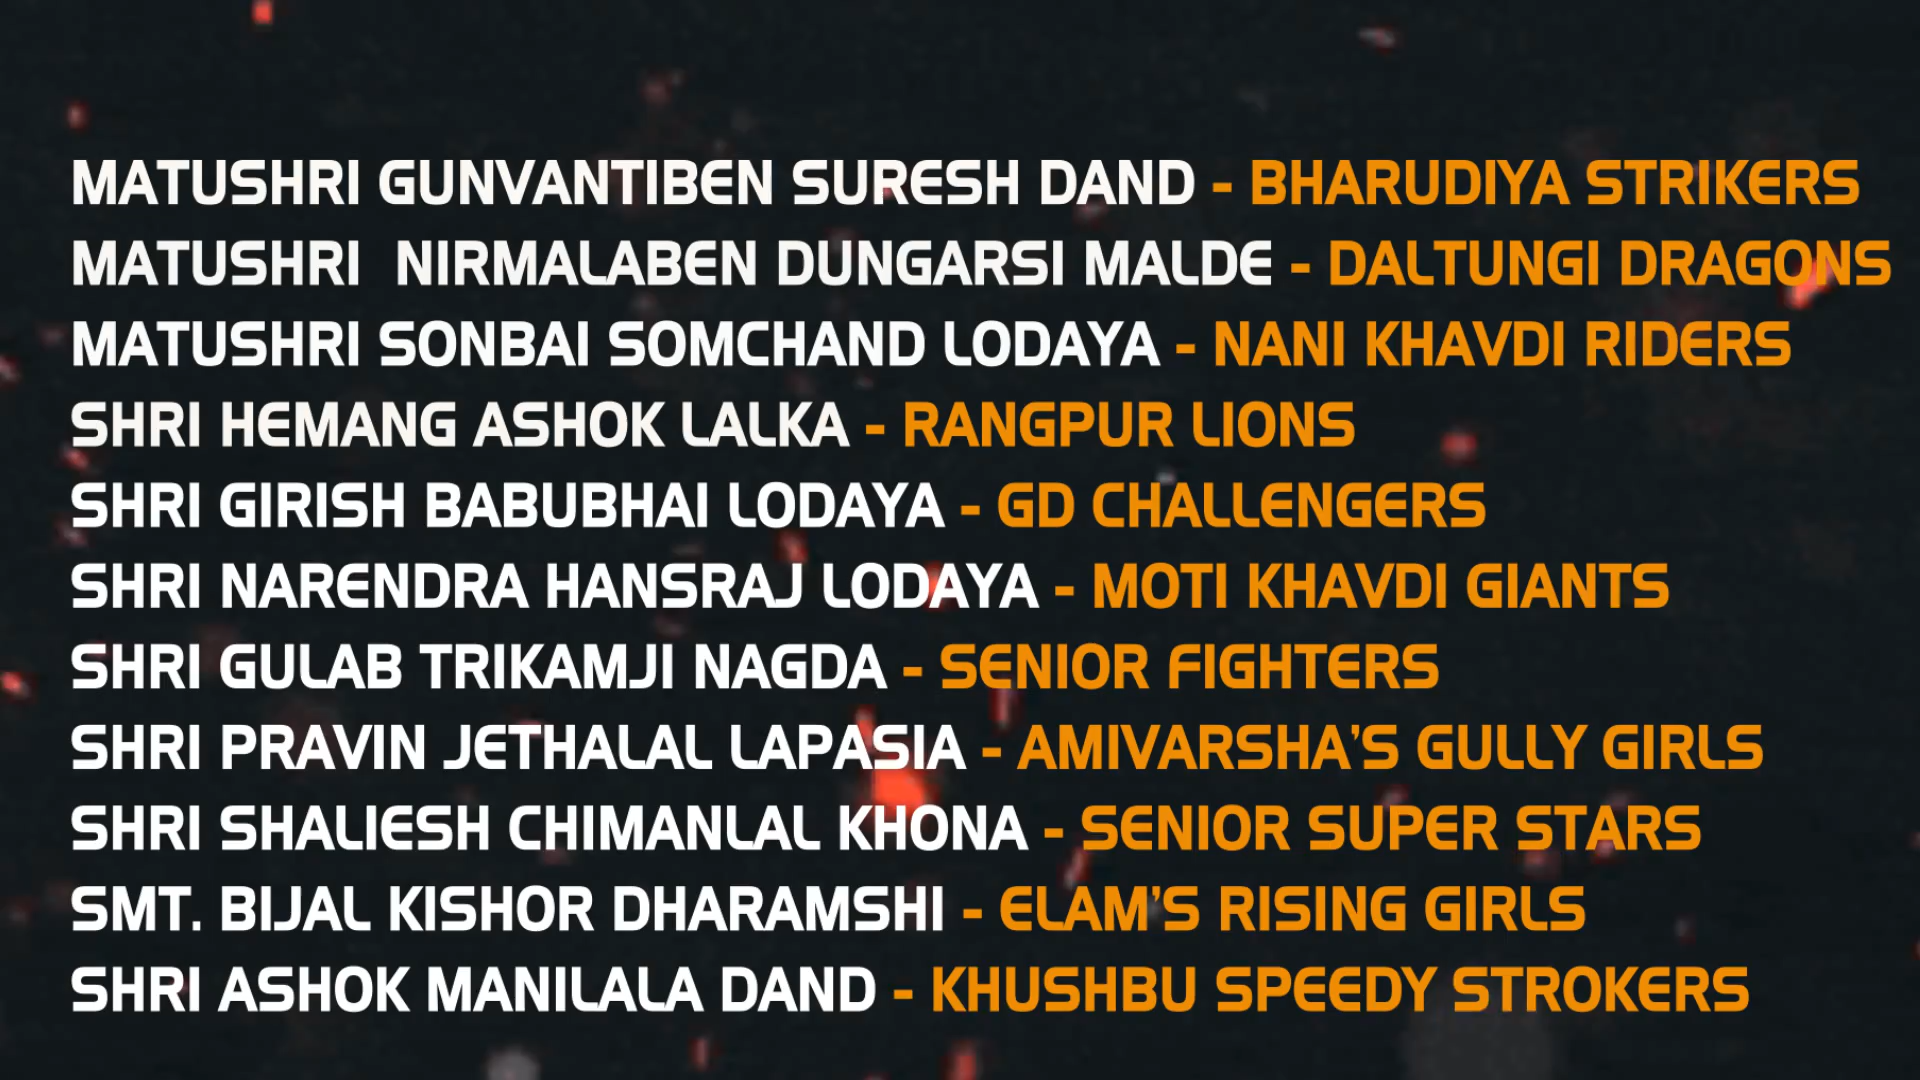 MATUSHRI GUNVANTIBEN SURESH DAND - BHARUDIYA STRIKERS
MATUSHRI  NIRMALABEN DUNGARSI MALDE - DALTUNGI DRAGONS
MATUSHRI SONBAI SOMCHAND LODAYA - NANI KHAVDI RIDERS
SHRI HEMANG ASHOK LALKA - RANGPUR LIONS
SHRI GIRISH BABUBHAI LODAYA - GD CHALLENGERS
SHRI NARENDRA HANSRAJ LODAYA - MOTI KHAVDI GIANTS
SHRI GULAB TRIKAMJI NAGDA - SENIOR FIGHTERS
SHRI PRAVIN JETHALAL LAPASIA - AMIVARSHA'S GULLY GIRLS
SHRI SHALIESH CHIMANLAL KHONA - SENIOR SUPER STARS
SMT. BIJAL KISHOR DHARAMSHI - ELAM'S RISING GIRLS
SHRI ASHOK MANILALA DAND - KHUSHBU SPEEDY STROKERS